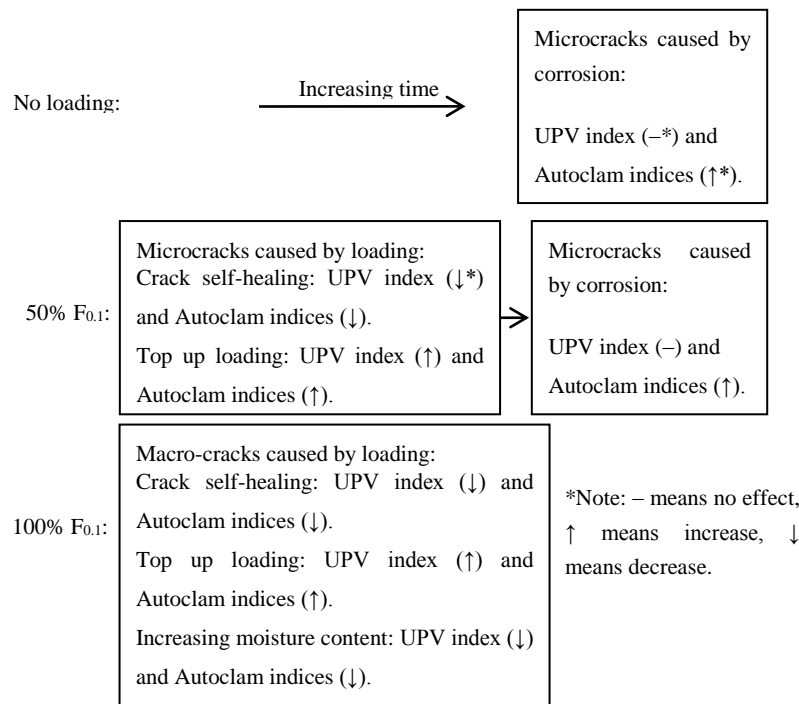 No loading:
Increasing time
Microcracks caused by
corrosion:
UPV index (–*) and
Autoclam indices (↑*).
50% F0.1:
Microcracks caused by loading:
Crack self-healing: UPV index (↓*)
and Autoclam indices (↓).
Top up loading: UPV index (↑) and
Autoclam indices (↑).
Microcracks caused
by corrosion:
UPV index (–) and
Autoclam indices (↑).
100% F0.1:
Macro-cracks caused by loading:
Crack self-healing: UPV index (↓) and
Autoclam indices (↓).
Top up loading: UPV index (↑) and
Autoclam indices (↑).
Increasing moisture content: UPV index (↓)
and Autoclam indices (↓).
*Note: – means no effect,
↑ means increase, ↓
means decrease.